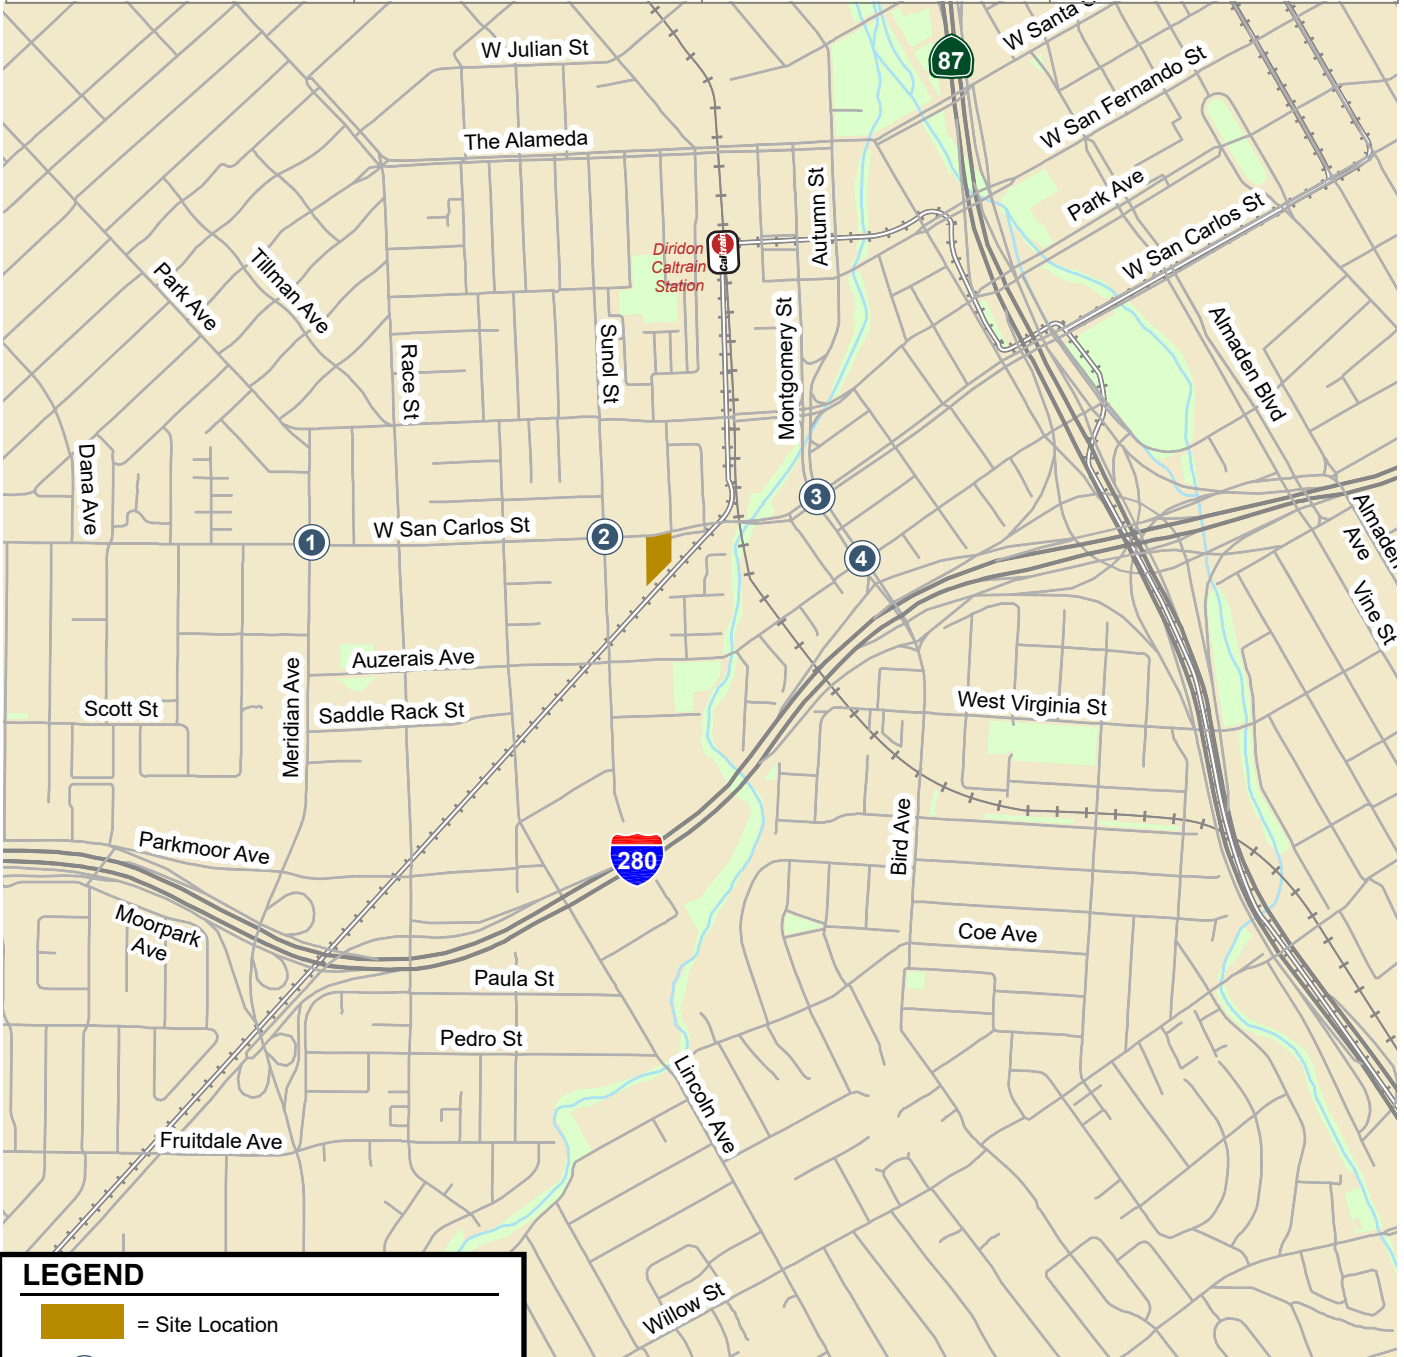 W Julian St
W Santa
87
W San Fernando St
The Alameda
Park Ave
Autumn St
W San Carlos St
Diridon
Caltrain
Station
Caltrain
Tillman Ave
Park Ave
Montgomery St
Almaden Blvd
Sunol St
Race St
Dana Ave
3
W San Carlos St
1
2
4
Almaden
Ave
Vine St
Auzerais Ave
Meridian Ave
Scott St
Saddle Rack St
West Virginia St
Parkmoor Ave
280
Bird Ave
Moorpark
Ave
Coe Ave
Paula St
Pedro St
Lincoln Ave
Fruitdale Ave
Willow St
LEGEND
= Site Location